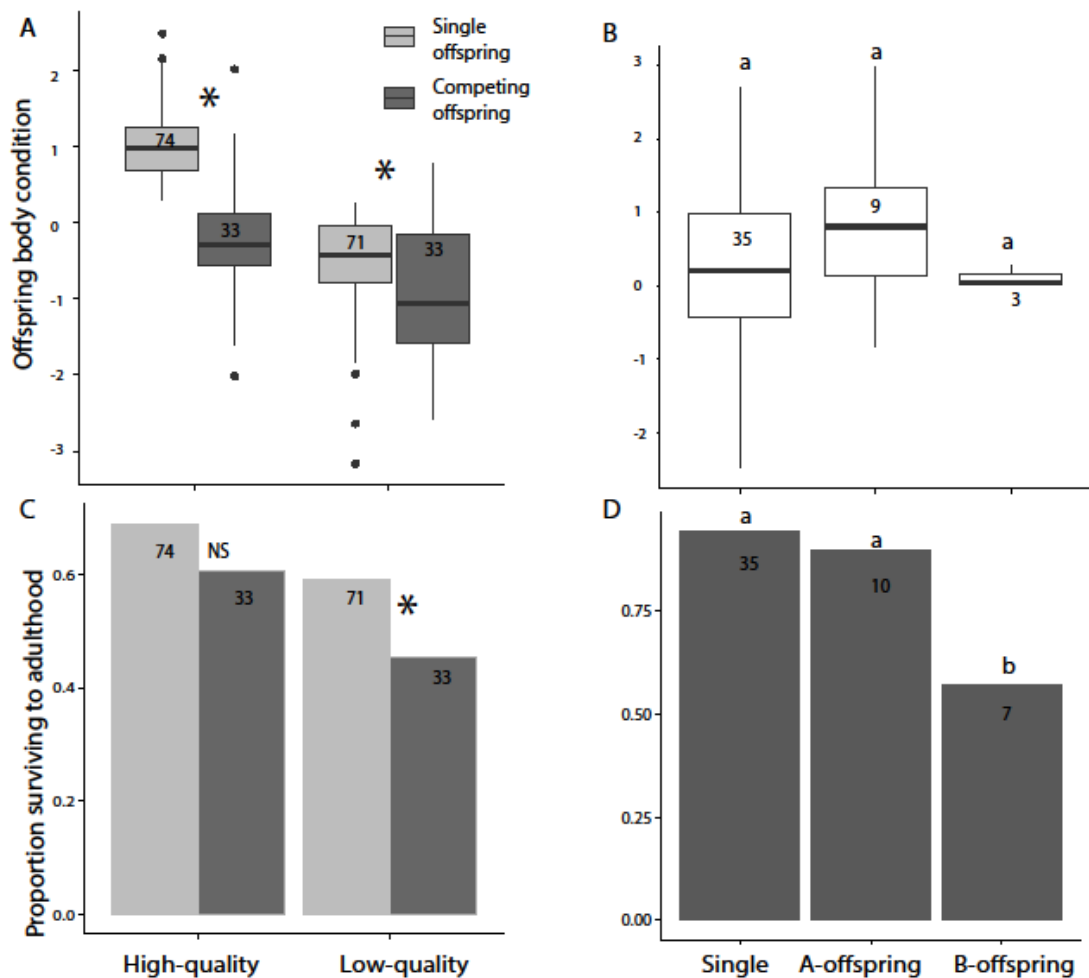 A
Single
offspring
Competing
offspring
Offspring body condition
2
1
0
-1
-2
-3
74
*
33
71
*
33
B
3
2
1
0
-1
-2
a
a
a
35
9
3
C
Proportion surviving to adulthood
0.6
0.4
0.2
0.0
74
NS
33
71
*
33
High-quality
Low-quality
D
0.75
0.50
0.25
0.00
a
a
b
35
10
7
Single
A-offspring
B-offspring